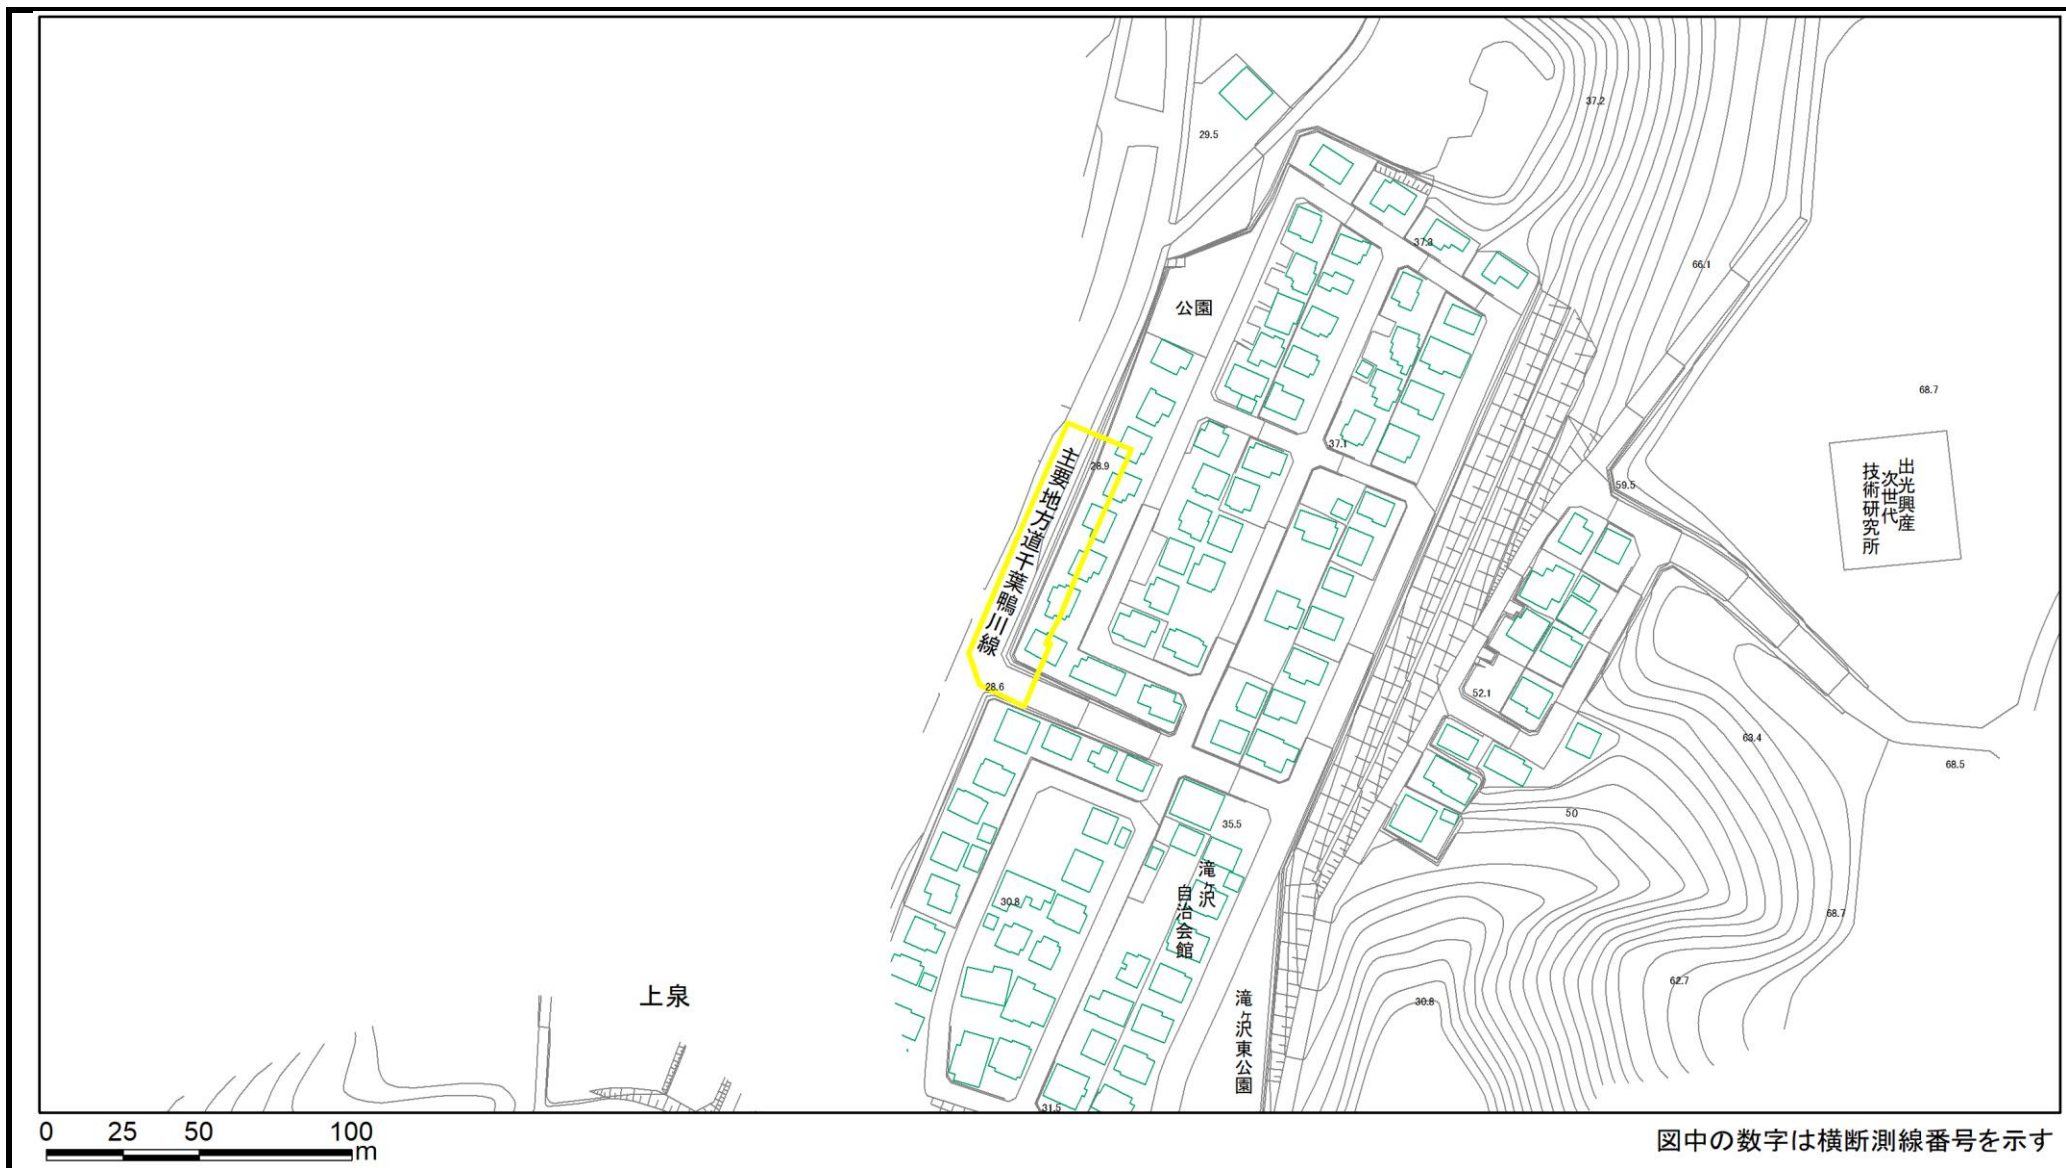 37.2
29.5
37.3
66.1
公園
68.7
37.1
28.9
主要地方道千葉鴨川線
59.5
出光興産
次世代
技術研究所
28.6
52.1
63.4
68.5
50
35.5
滝ヶ沢
自治会館
30.8
68.7
62.7
30.8
上泉
滝ヶ沢東公園
31.5
0 25 50 100
m
図中の数字は横断測線番号を示す